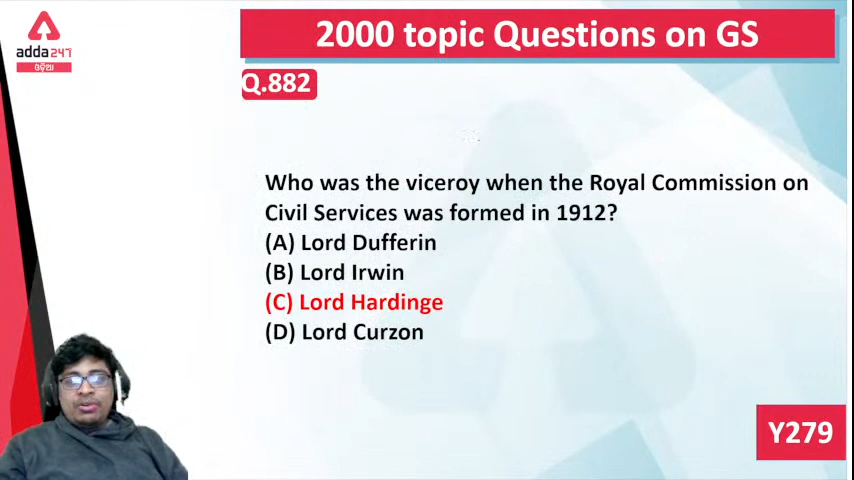 2000 topic Questions on GS
adda247
ଓଡ଼ିଆ
Q.882
Who was the viceroy when the Royal Commission on
Civil Services was formed in 1912?
(A) Lord Dufferin
(B) Lord Irwin
(C) Lord Hardinge
(D) Lord Curzon
Y279